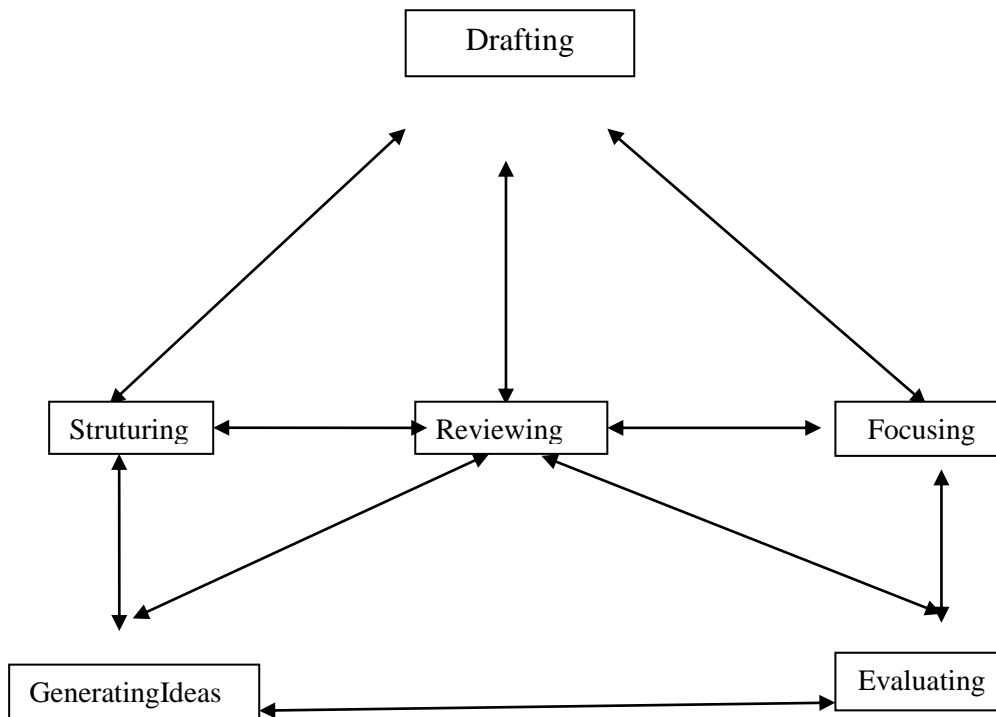 Drafting
Struturing
Reviewing
Focusing
GeneratingIdeas
Evaluating